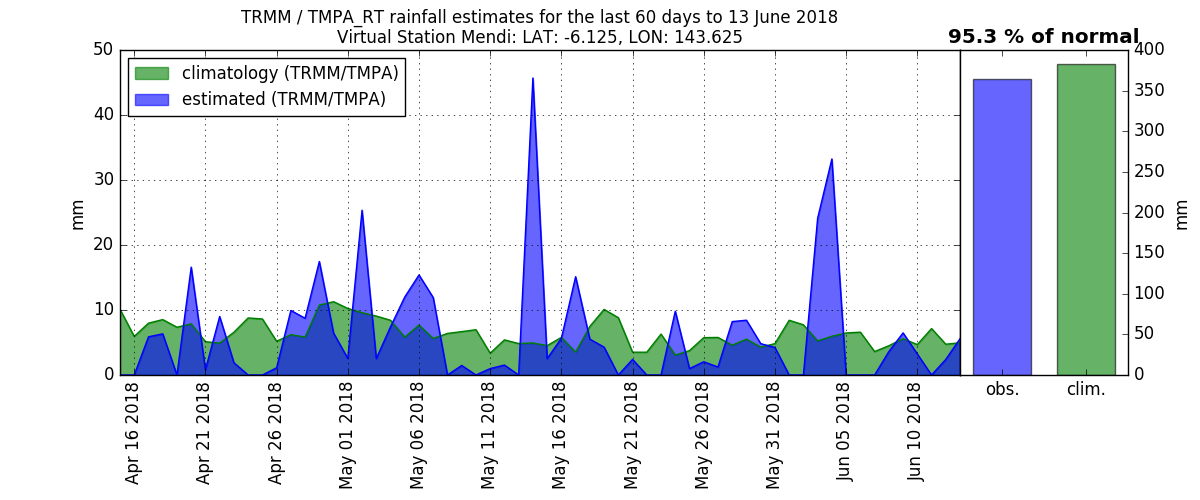 TRMM / TMPA_RT rainfall estimates for the last 60 days to 13 June 2018
Virtual Station Mendi: LAT: -6.125, LON: 143.625
95.3 % of normal
climatology (TRMM/TMPA)
estimated (TRMM/TMPA)
50
40
30
20
10
0
mm
400
350
300
250
200
150
100
50
0
mm
Apr 16 2018
Apr 21 2018
Apr 26 2018
May 01 2018
May 06 2018
May 11 2018
May 16 2018
May 21 2018
May 26 2018
May 31 2018
Jun 05 2018
Jun 10 2018
obs.
clim.